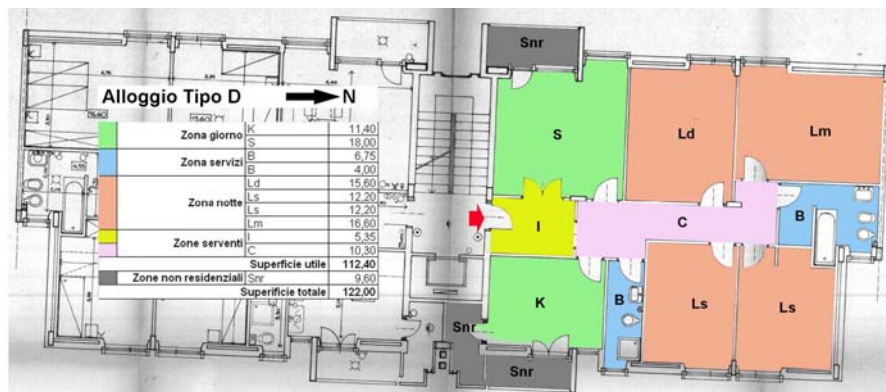 Snr
Alloggio Tipo D N
Zona giorno K 11,40
S 18,00
Zona servizi B 6,75
B 4,00
Zona notte Ld 15,60
Ls 12,20
Ls 12,20
Lm 16,60
Zone serventi I 5,35
C 10,30
Superficie utile 112,40
Zone non residenziali Snr 9,60
Superficie totale 122,00
S
Ld
Lm
I
C
B
K
B
Ls
Ls
Snr
Snr